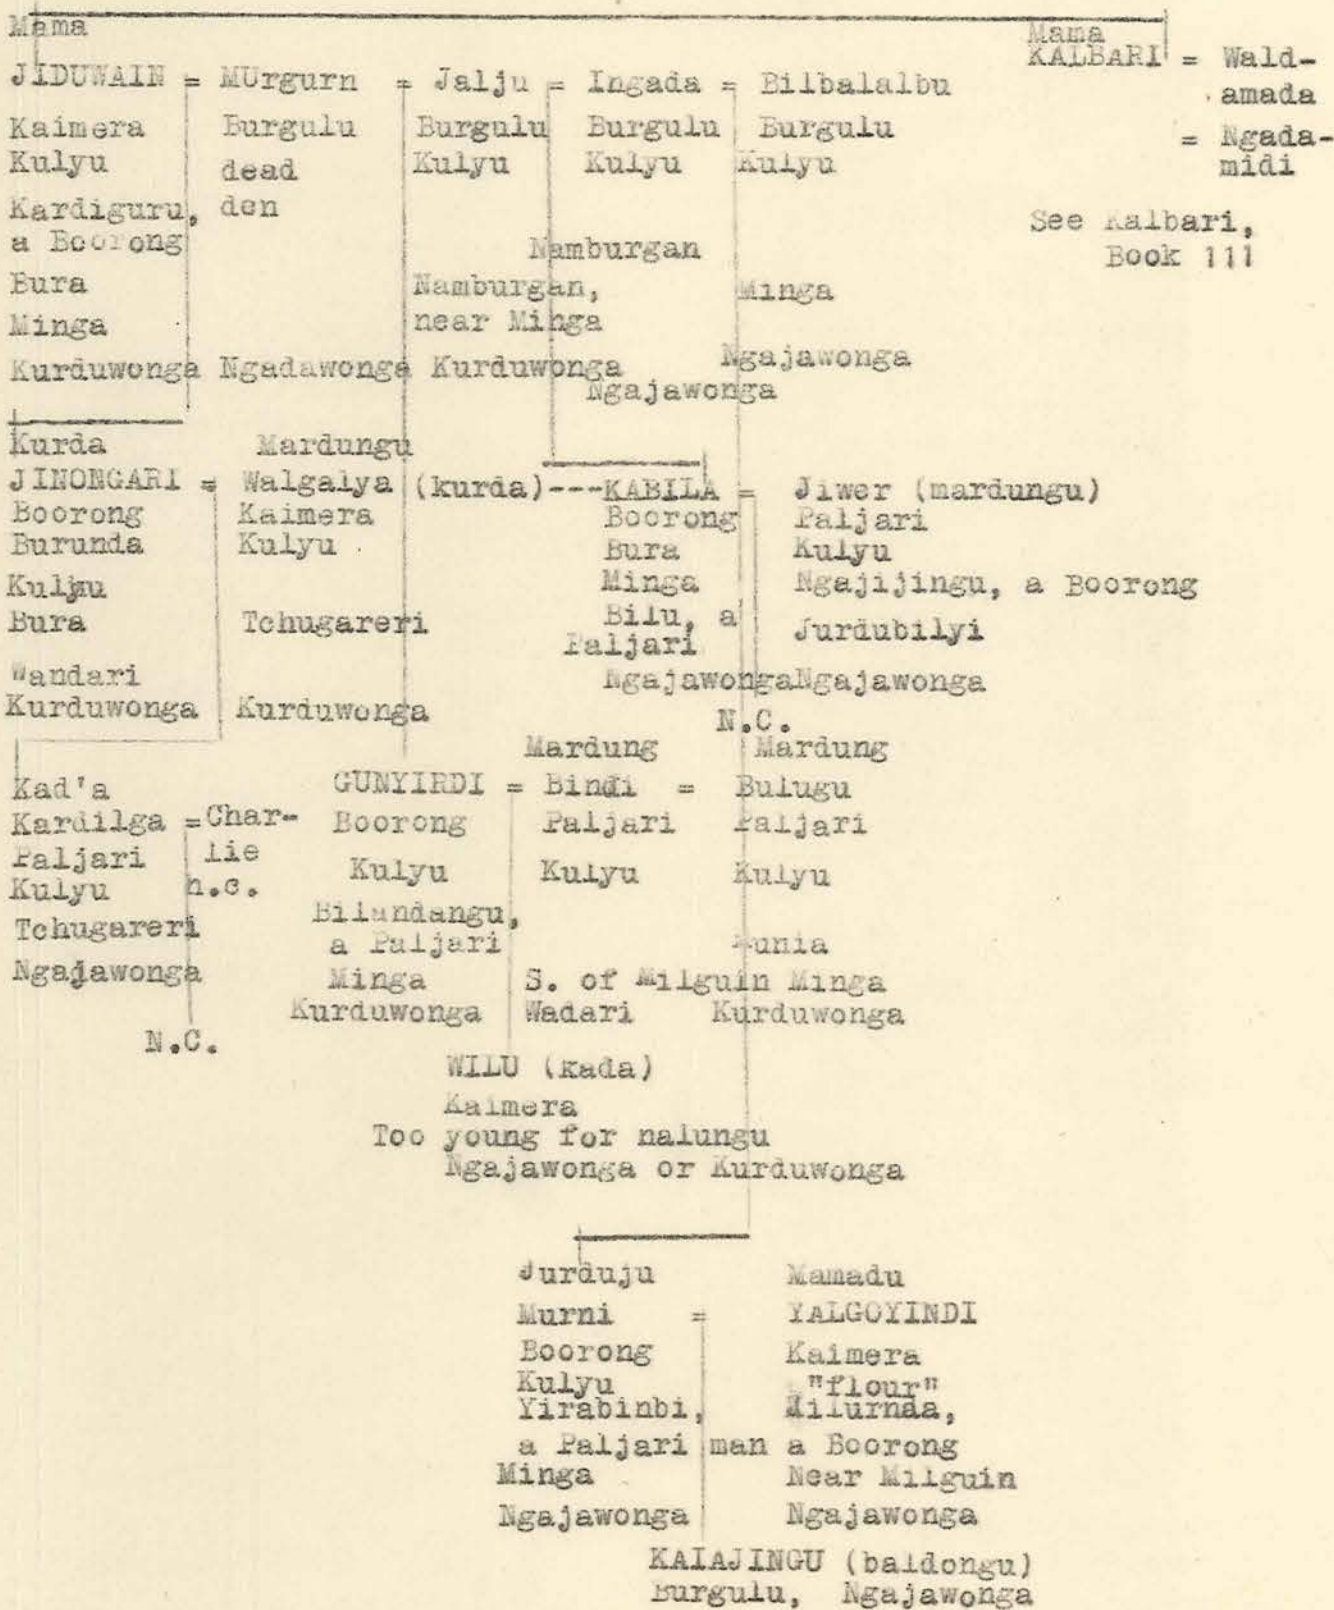 Mama Mama
JIDUWAIN = MUrgurn = Jalju = Ingada = Bilbalalbu KALBARI = Wald-
amada
Kaimera Burgulu Burgulu Burgulu Burgulu = Ngada-
Kulyu dead Kulyu Kulyu Kulyu midi
Kardiguru, den
a Boorong Namburgan See Kalbari,
Book 111
Bura Namburgan, Minga
Minga near Minga
Kurduwonga Ngadawonga Kurduwonga Ngajawonga
Ngajawonga
Kurda Mardungu
JINONGARI = Walgalya (kurda)---KABILA = Jiwer (mardungu)
Boorong Kaimera Boorong Paljari
Burunda Kulyu Bura Kulyu
Kulyu Minga Ngajijingu, a Boorong
Bura Tchugareri Bilu, a Jurdubilyi
Paljari
Wandari NgajawongaNgajawonga
Kurduwonga Kurduwonga
N.C.
Mardung Mardung
Kad'a GUNYIRDI = Bindi = Bulugu
Kardilga =Char- Boorong Paljari Paljari
Paljari lie Kulyu Kulyu Kulyu
Kulyu n.c.
Tchugareri Bilandangu,
a Paljari
Ngajawonga Minga S. of Milguin Minga
Kurduwonga Wadari Kurduwonga
N.C.
WILU (kada)
Kaimera
Too young for nalungu
Ngajawonga or Kurduwonga
Jurduju Mamadu
Murni = YALGOYINDI
Boorong Kaimera
Kulyu "flour"
Yirabinbi,
a Paljari man a Boorong
Minga Near Milguin
Ngajawonga Ngajawonga
KAIAJINGU (baldongu)
Burgulu, Ngajawonga